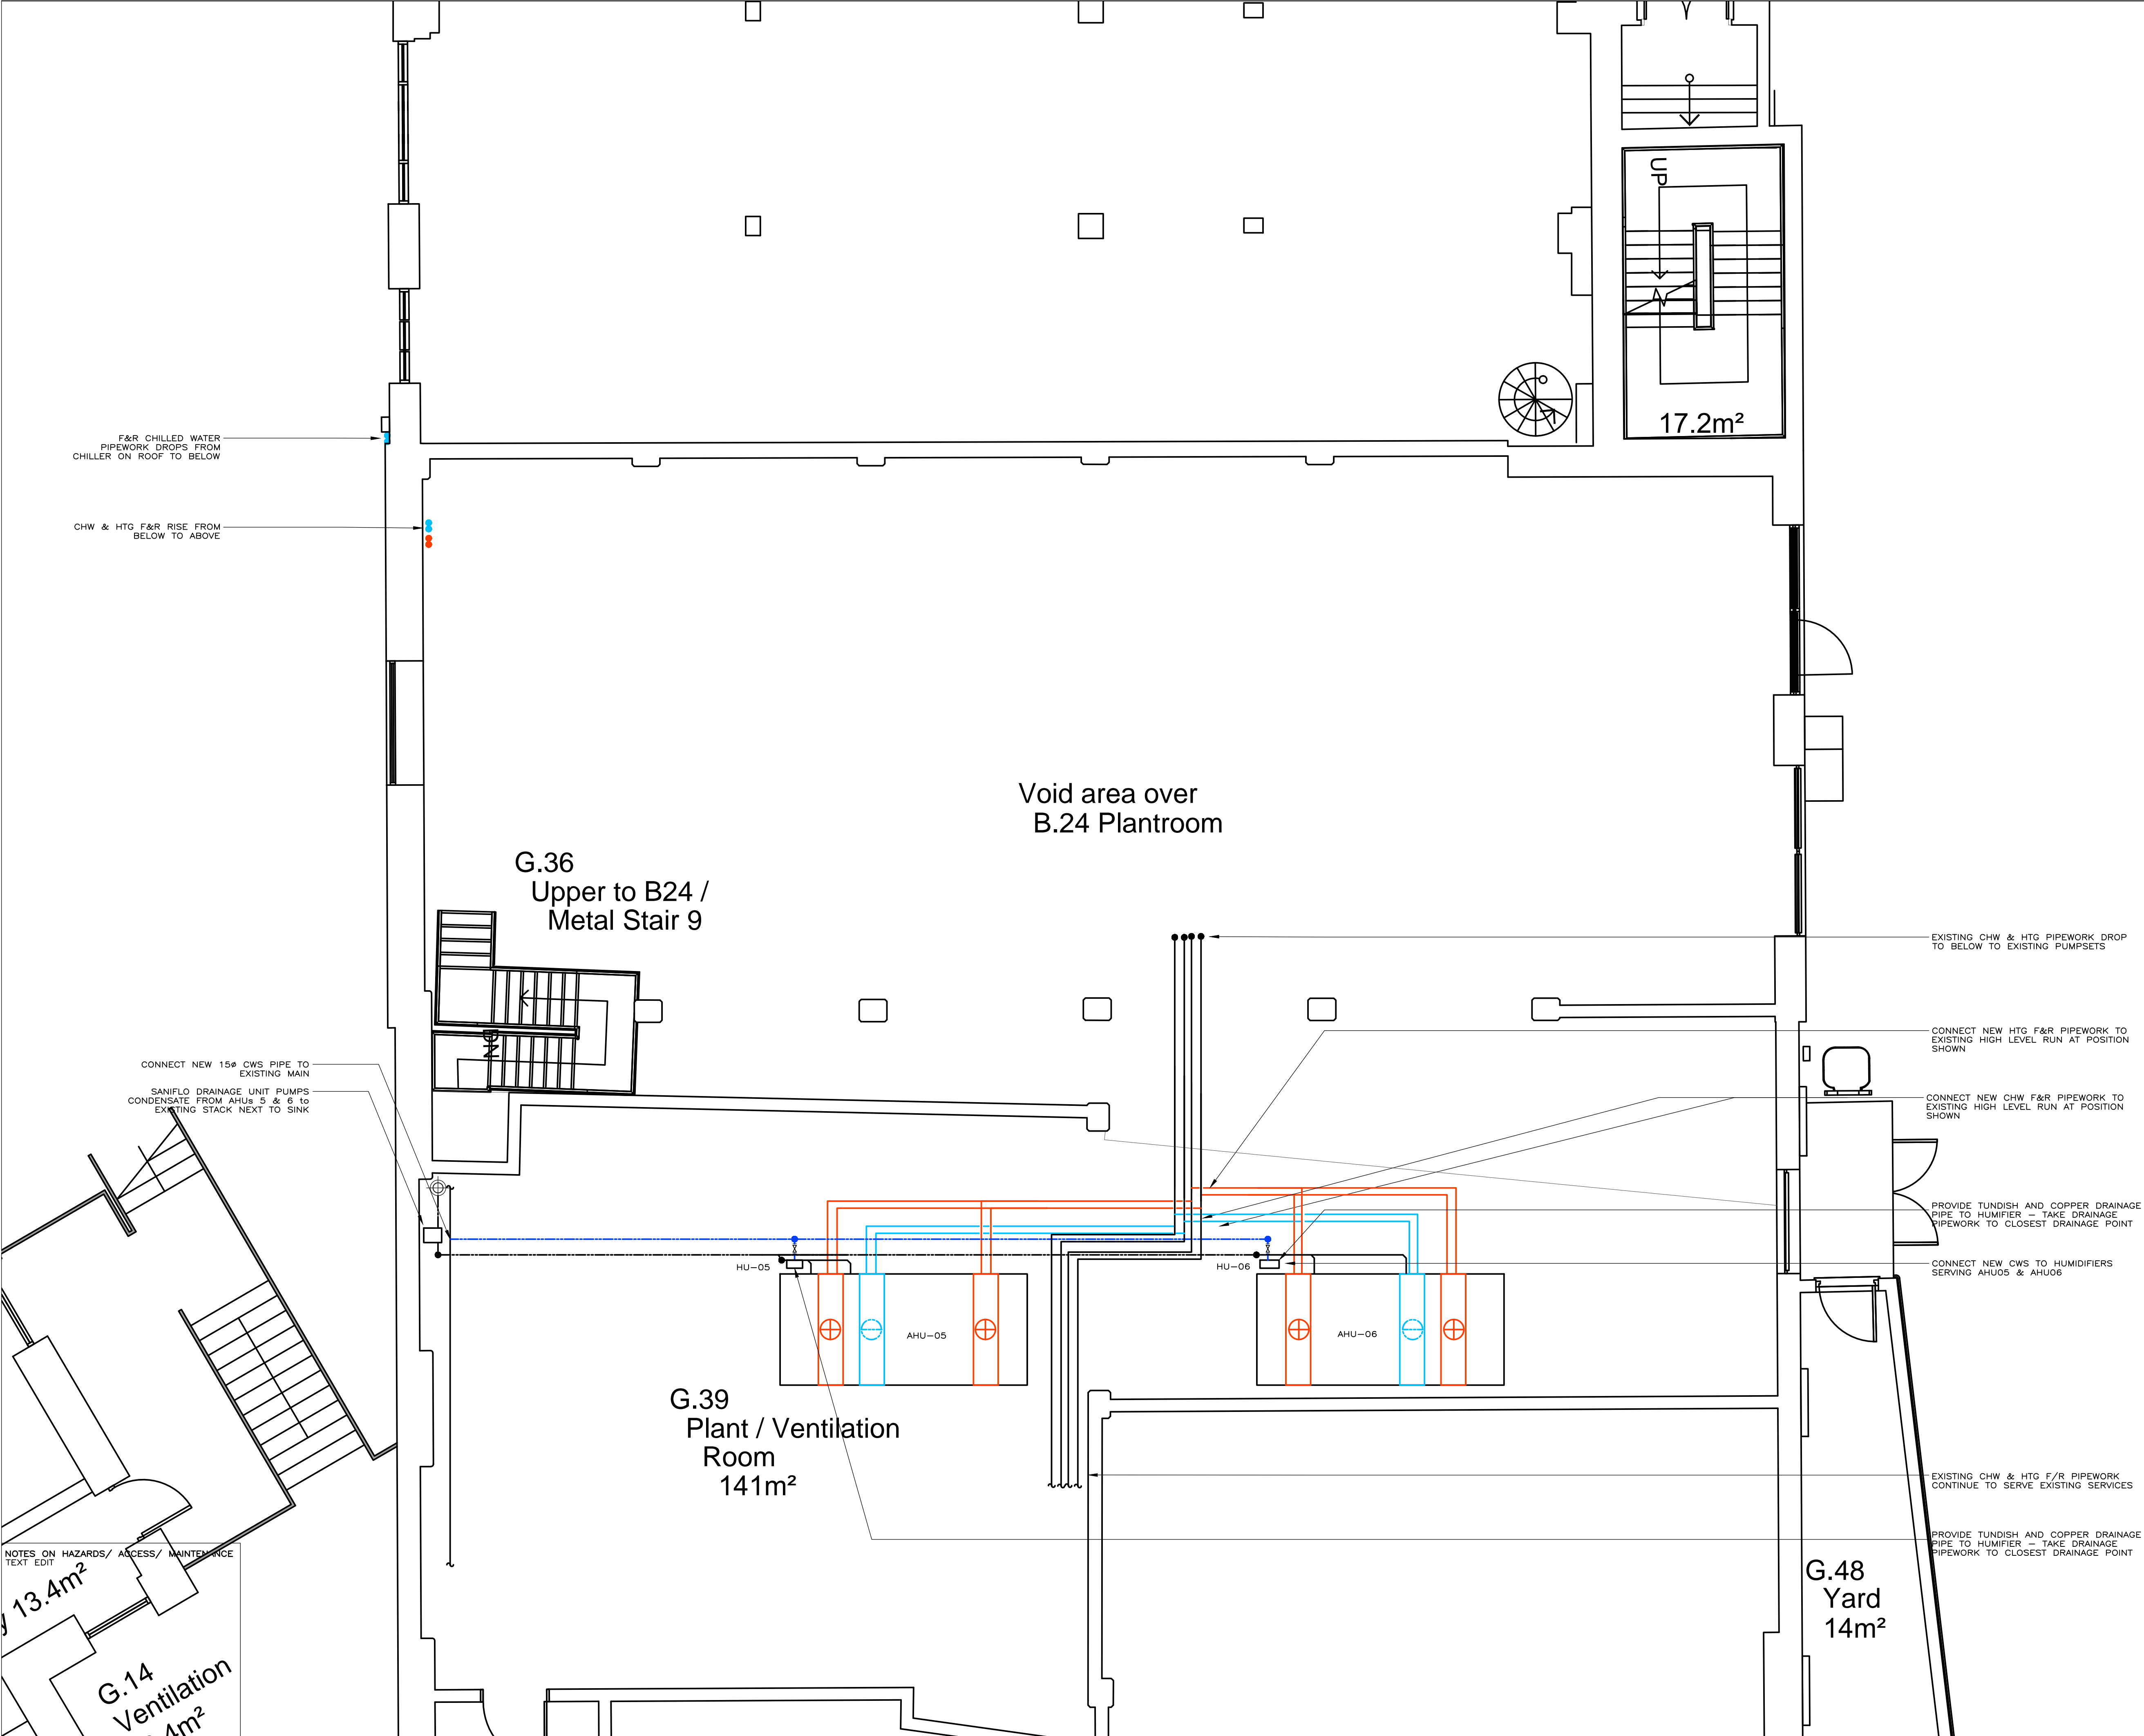 UP
17.2m²
F&R CHILLED WATER
PIPEWORK DROPS FROM
CHILLER ON ROOF TO BELOW
CHW & HTG F&R RISE FROM
BELOW TO ABOVE
Void area over
B.24 Plantroom
G.36
Upper to B24 /
Metal Stair 9
DN
EXISTING CHW & HTG PIPEWORK DROP
TO BELOW TO EXISTING PUMPSETS
CONNECT NEW HTG F&R PIPEWORK TO
EXISTING HIGH LEVEL RUN AT POSITION
SHOWN
CONNECT NEW 15ø CWS PIPE TO
EXISTING MAIN
SANIFLO DRAINAGE UNIT PUMPS
CONDENSATE FROM AHUs 5 & 6 to
EXISTING STACK NEXT TO SINK
CONNECT NEW CHW F&R PIPEWORK TO
EXISTING HIGH LEVEL RUN AT POSITION
SHOWN
PROVIDE TUNDISH AND COPPER DRAINAGE
PIPE TO HUMIFIER – TAKE DRAINAGE
PIPEWORK TO CLOSEST DRAINAGE POINT
HU-05
HU-06
CONNECT NEW CWS TO HUMIDIFIERS
SERVING AHU05 & AHU06
AHU-05
AHU-06
G.39
Plant / Ventilation
Room
141m²
EXISTING CHW & HTG F/R PIPEWORK
CONTINUE TO SERVE EXISTING SERVICES
PROVIDE TUNDISH AND COPPER DRAINAGE
PIPE TO HUMIFIER – TAKE DRAINAGE
PIPEWORK TO CLOSEST DRAINAGE POINT
NOTES ON HAZARDS/ ACCESS/ MAINTENANCE
TEXT EDIT
13.4m²
G.48
Yard
14m²
G.14
Ventilation